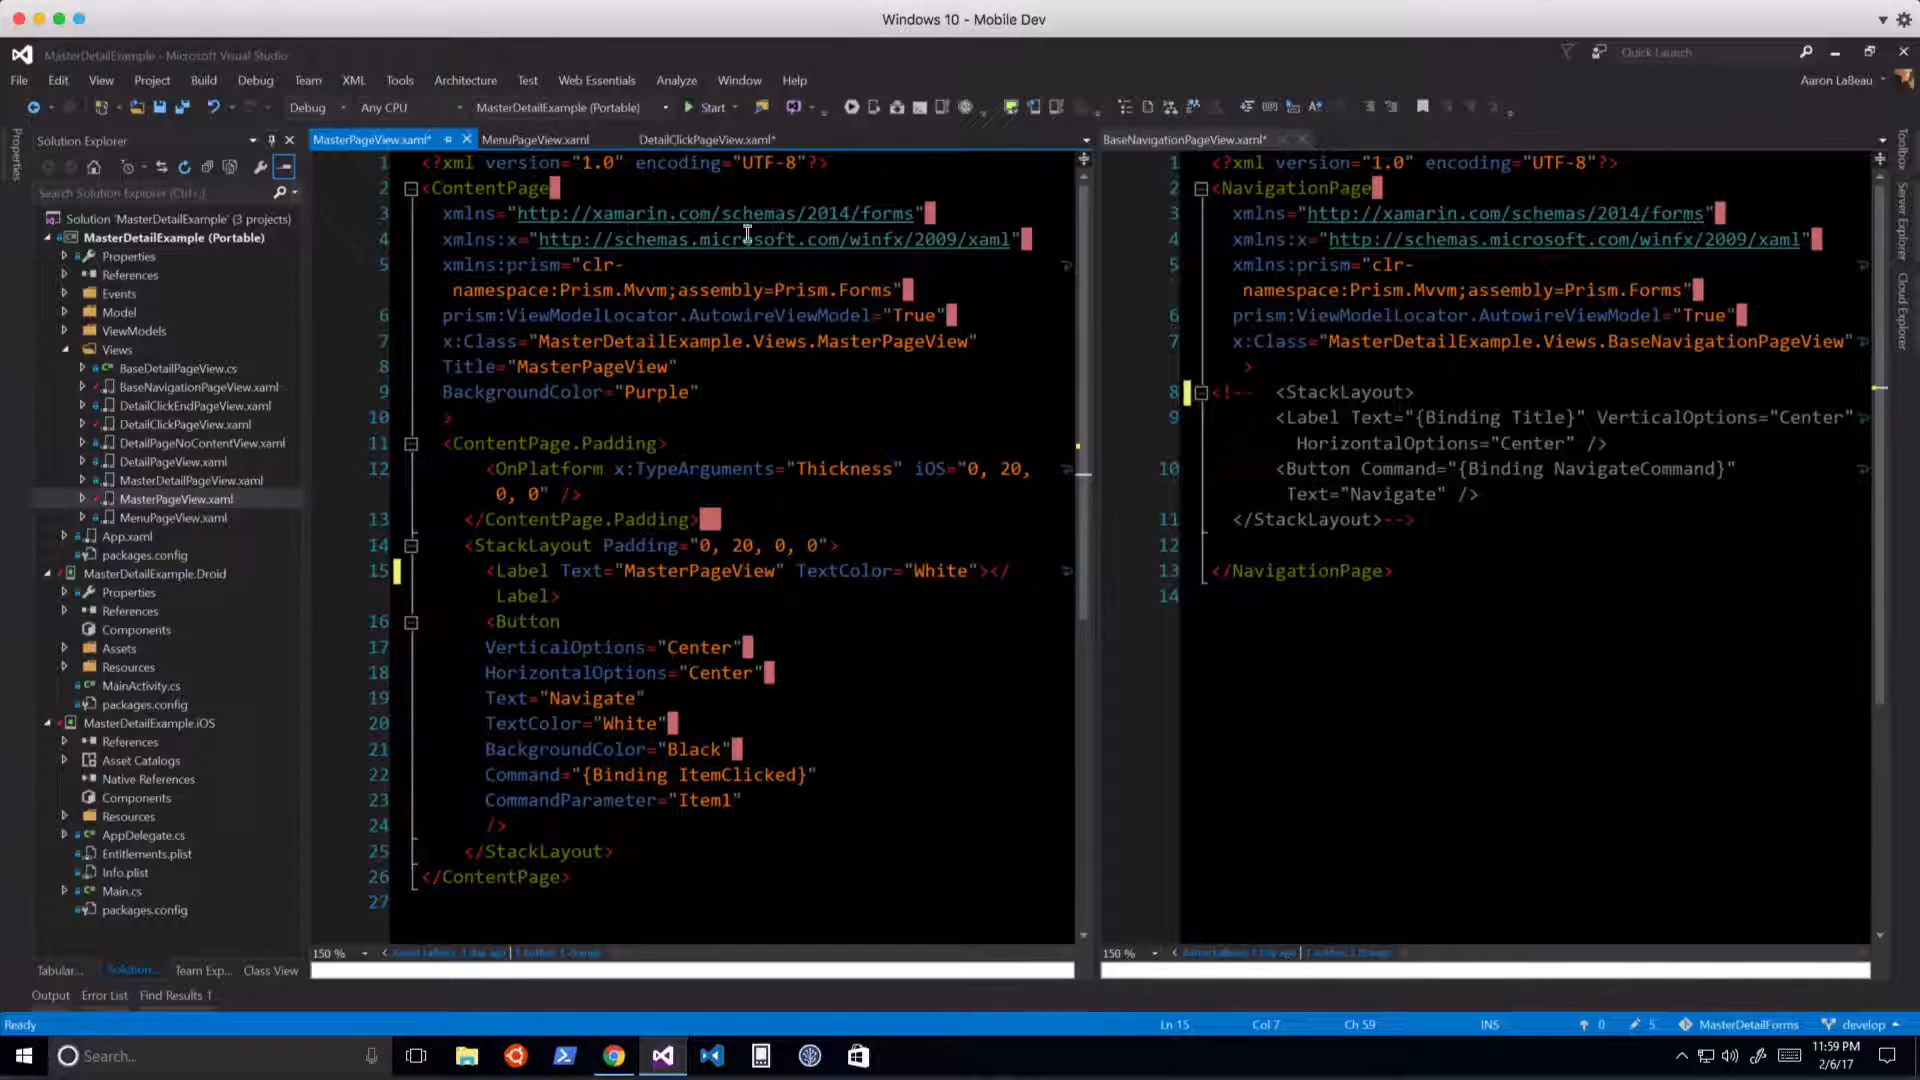 Windows 10 - Mobile Dev
MasterDetailExample - Microsoft Visual Studio
Quick Launch
File Edit View Project Build Debug Team XML Tools Architecture Test Web Essentials Analyze Window Help
Aaron LaBeau
Debug Any CPU MasterDetailExample (Portable) Start
Properties
Solution Explorer
Search Solution Explorer (Ctrl+;)
Solution 'MasterDetailExample' (3 projects)
MasterDetailExample (Portable)
Properties
References
Events
Model
ViewModels
Views
BaseDetailPageView.cs
BaseNavigationPageView.xaml
DetailClickEndPageView.xaml
DetailClickPageView.xaml
DetailPageNoContentView.xaml
DetailPageView.xaml
MasterDetailPageView.xaml
MasterPageView.xaml
MenuPageView.xaml
App.xaml
packages.config
MasterDetailExample.Droid
Properties
References
Components
Assets
Resources
MainActivity.cs
packages.config
MasterDetailExample.iOS
References
Asset Catalogs
Native References
Components
Resources
AppDelegate.cs
Entitlements.plist
Info.plist
Main.cs
packages.config
Tabular... Solution... Team Exp... Class View
MasterPageView.xaml* MenuPageView.xaml DetailClickPageView.xaml*
1 <?xml version="1.0" encoding="UTF-8"?>
2 <ContentPage
3 xmlns="http://xamarin.com/schemas/2014/forms"
4 xmlns:x="http://schemas.microsoft.com/winfx/2009/xaml"
5 xmlns:prism="clr-
namespace:Prism.Mvvm;assembly=Prism.Forms"
6 prism:ViewModelLocator.AutowireViewModel="True"
7 x:Class="MasterDetailExample.Views.MasterPageView"
8 Title="MasterPageView"
9 BackgroundColor="Purple"
10 >
11 <ContentPage.Padding>
12 <OnPlatform x:TypeArguments="Thickness" iOS="0, 20,
0, 0" />
13 </ContentPage.Padding>
14 <StackLayout Padding="0, 20, 0, 0">
15 <Label Text="MasterPageView" TextColor="White"></
Label>
16 <Button
17 VerticalOptions="Center"
18 HorizontalOptions="Center"
19 Text="Navigate"
20 TextColor="White"
21 BackgroundColor="Black"
22 Command="{Binding ItemClicked}"
23 CommandParameter="Item1"
24 />
25 </StackLayout>
26 </ContentPage>
27
150 %
BaseNavigationPageView.xaml*
1 <?xml version="1.0" encoding="UTF-8"?>
2 <NavigationPage
3 xmlns="http://xamarin.com/schemas/2014/forms"
4 xmlns:x="http://schemas.microsoft.com/winfx/2009/xaml"
5 xmlns:prism="clr-
namespace:Prism.Mvvm;assembly=Prism.Forms"
6 prism:ViewModelLocator.AutowireViewModel="True"
7 x:Class="MasterDetailExample.Views.BaseNavigationPageView"
>
8 <!-- <StackLayout>
9 <Label Text="{Binding Title}" VerticalOptions="Center"
HorizontalOptions="Center" />
10 <Button Command="{Binding NavigateCommand}"
Text="Navigate" />
11 </StackLayout>-->
12
13 </NavigationPage>
14
150 %
Toolbox
Server Explorer
Cloud Explorer
Output Error List Find Results 1
Ready Ln 15 Col 7 Ch 59 INS 0 5 MasterDetailForms develop
Search...
11:59 PM
2/6/17